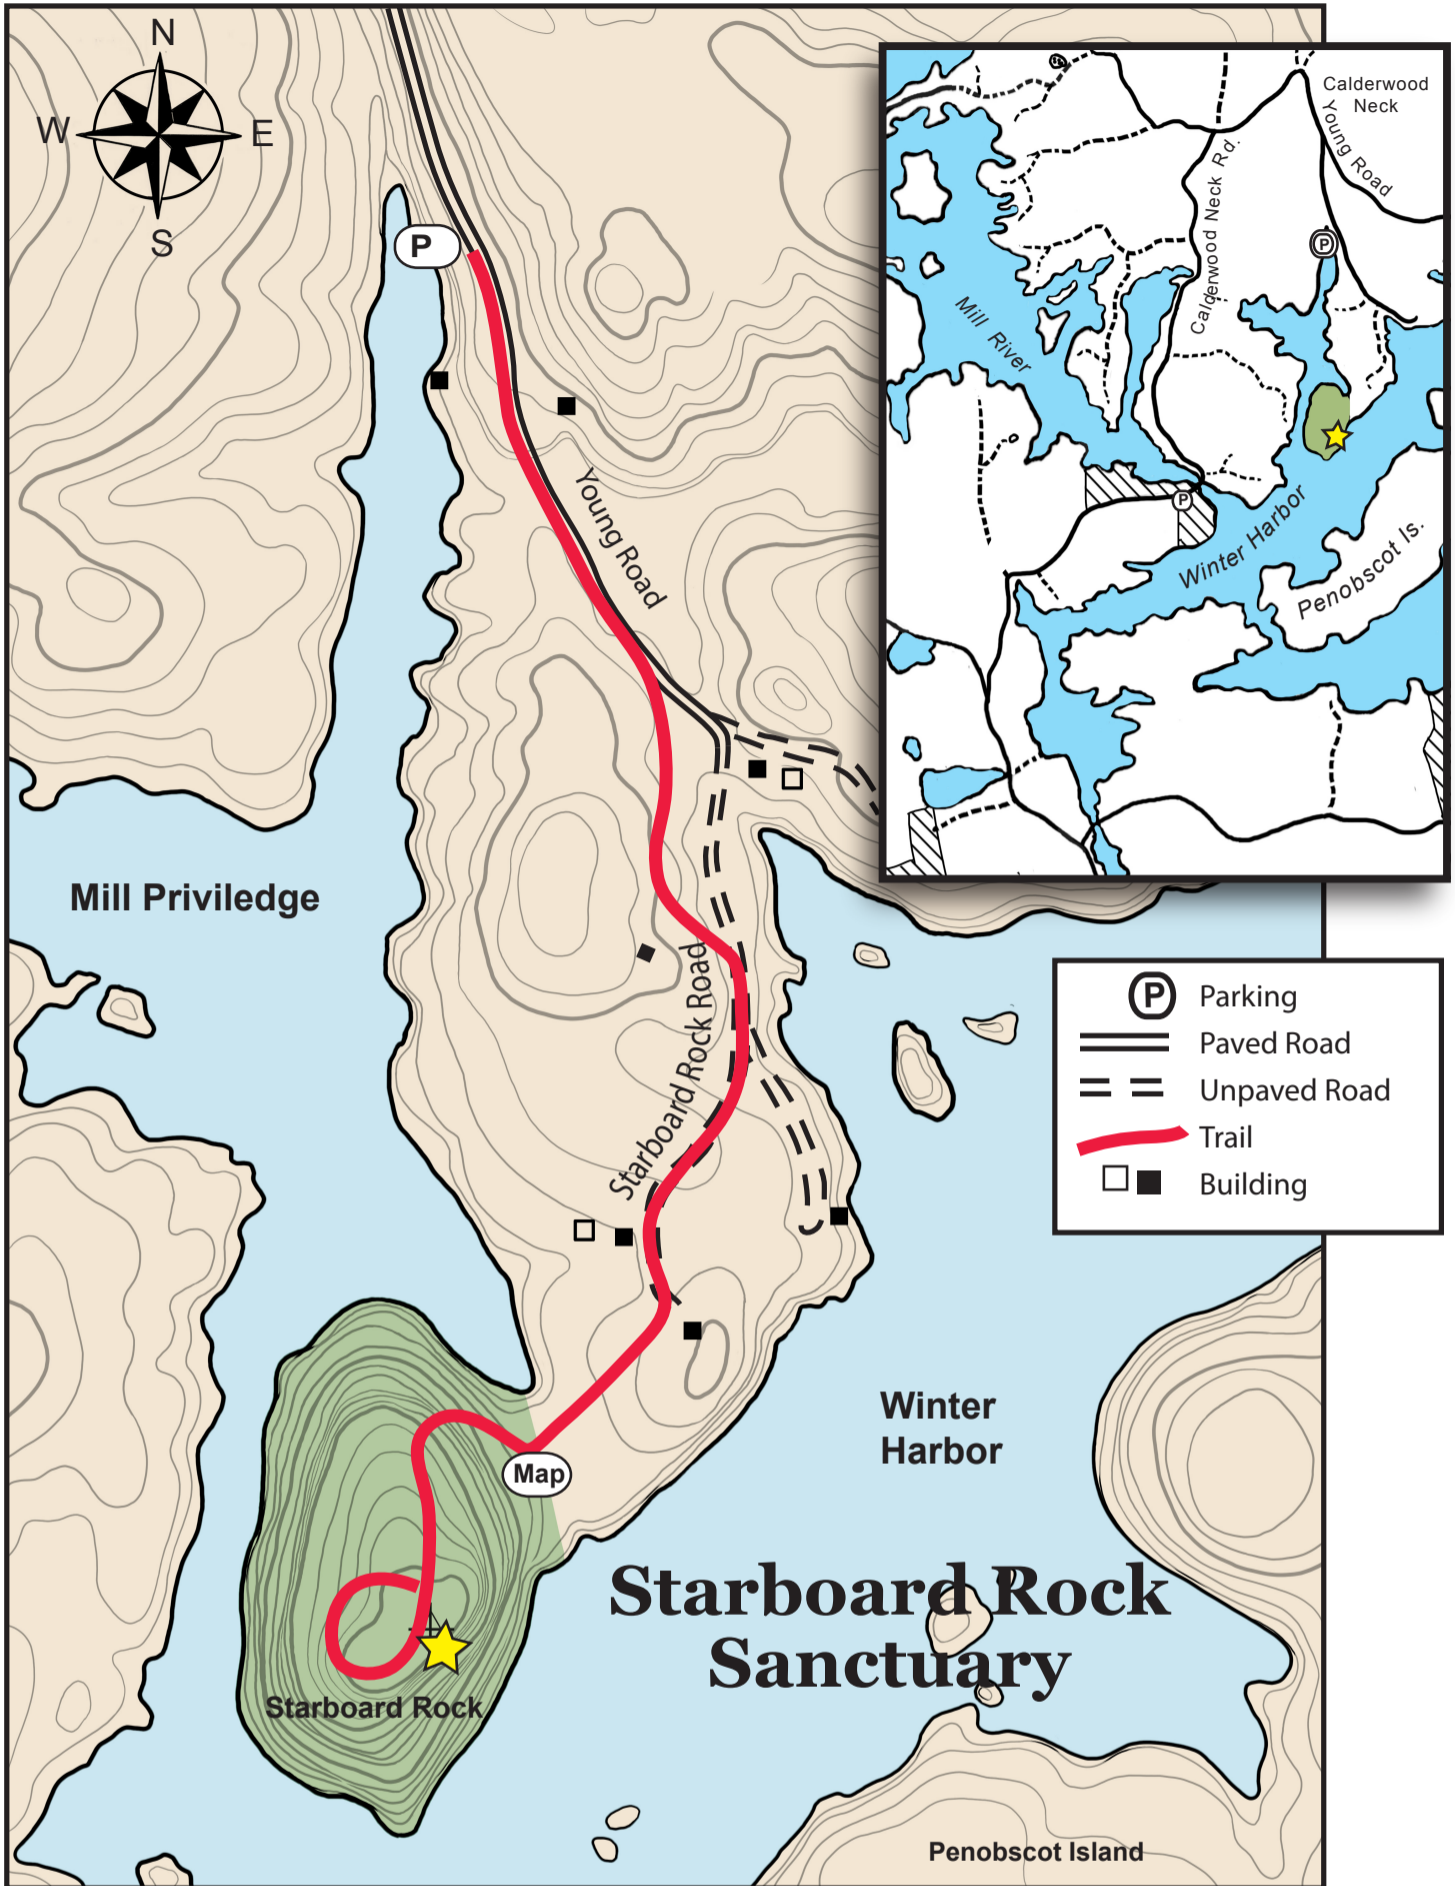 N
W
E
S
P
Young Road
Mill Priviledge
Starboard Rock Road
Map
Starboard Rock
Winter
Harbor
Starboard Rock
Sanctuary
Penobscot Island
Calderwood
Neck
Young Road
Calderwood Neck Rd.
P
Mill River
P
Winter Harbor
Penobscot Is.
P Parking
Paved Road
Unpaved Road
Trail
Building